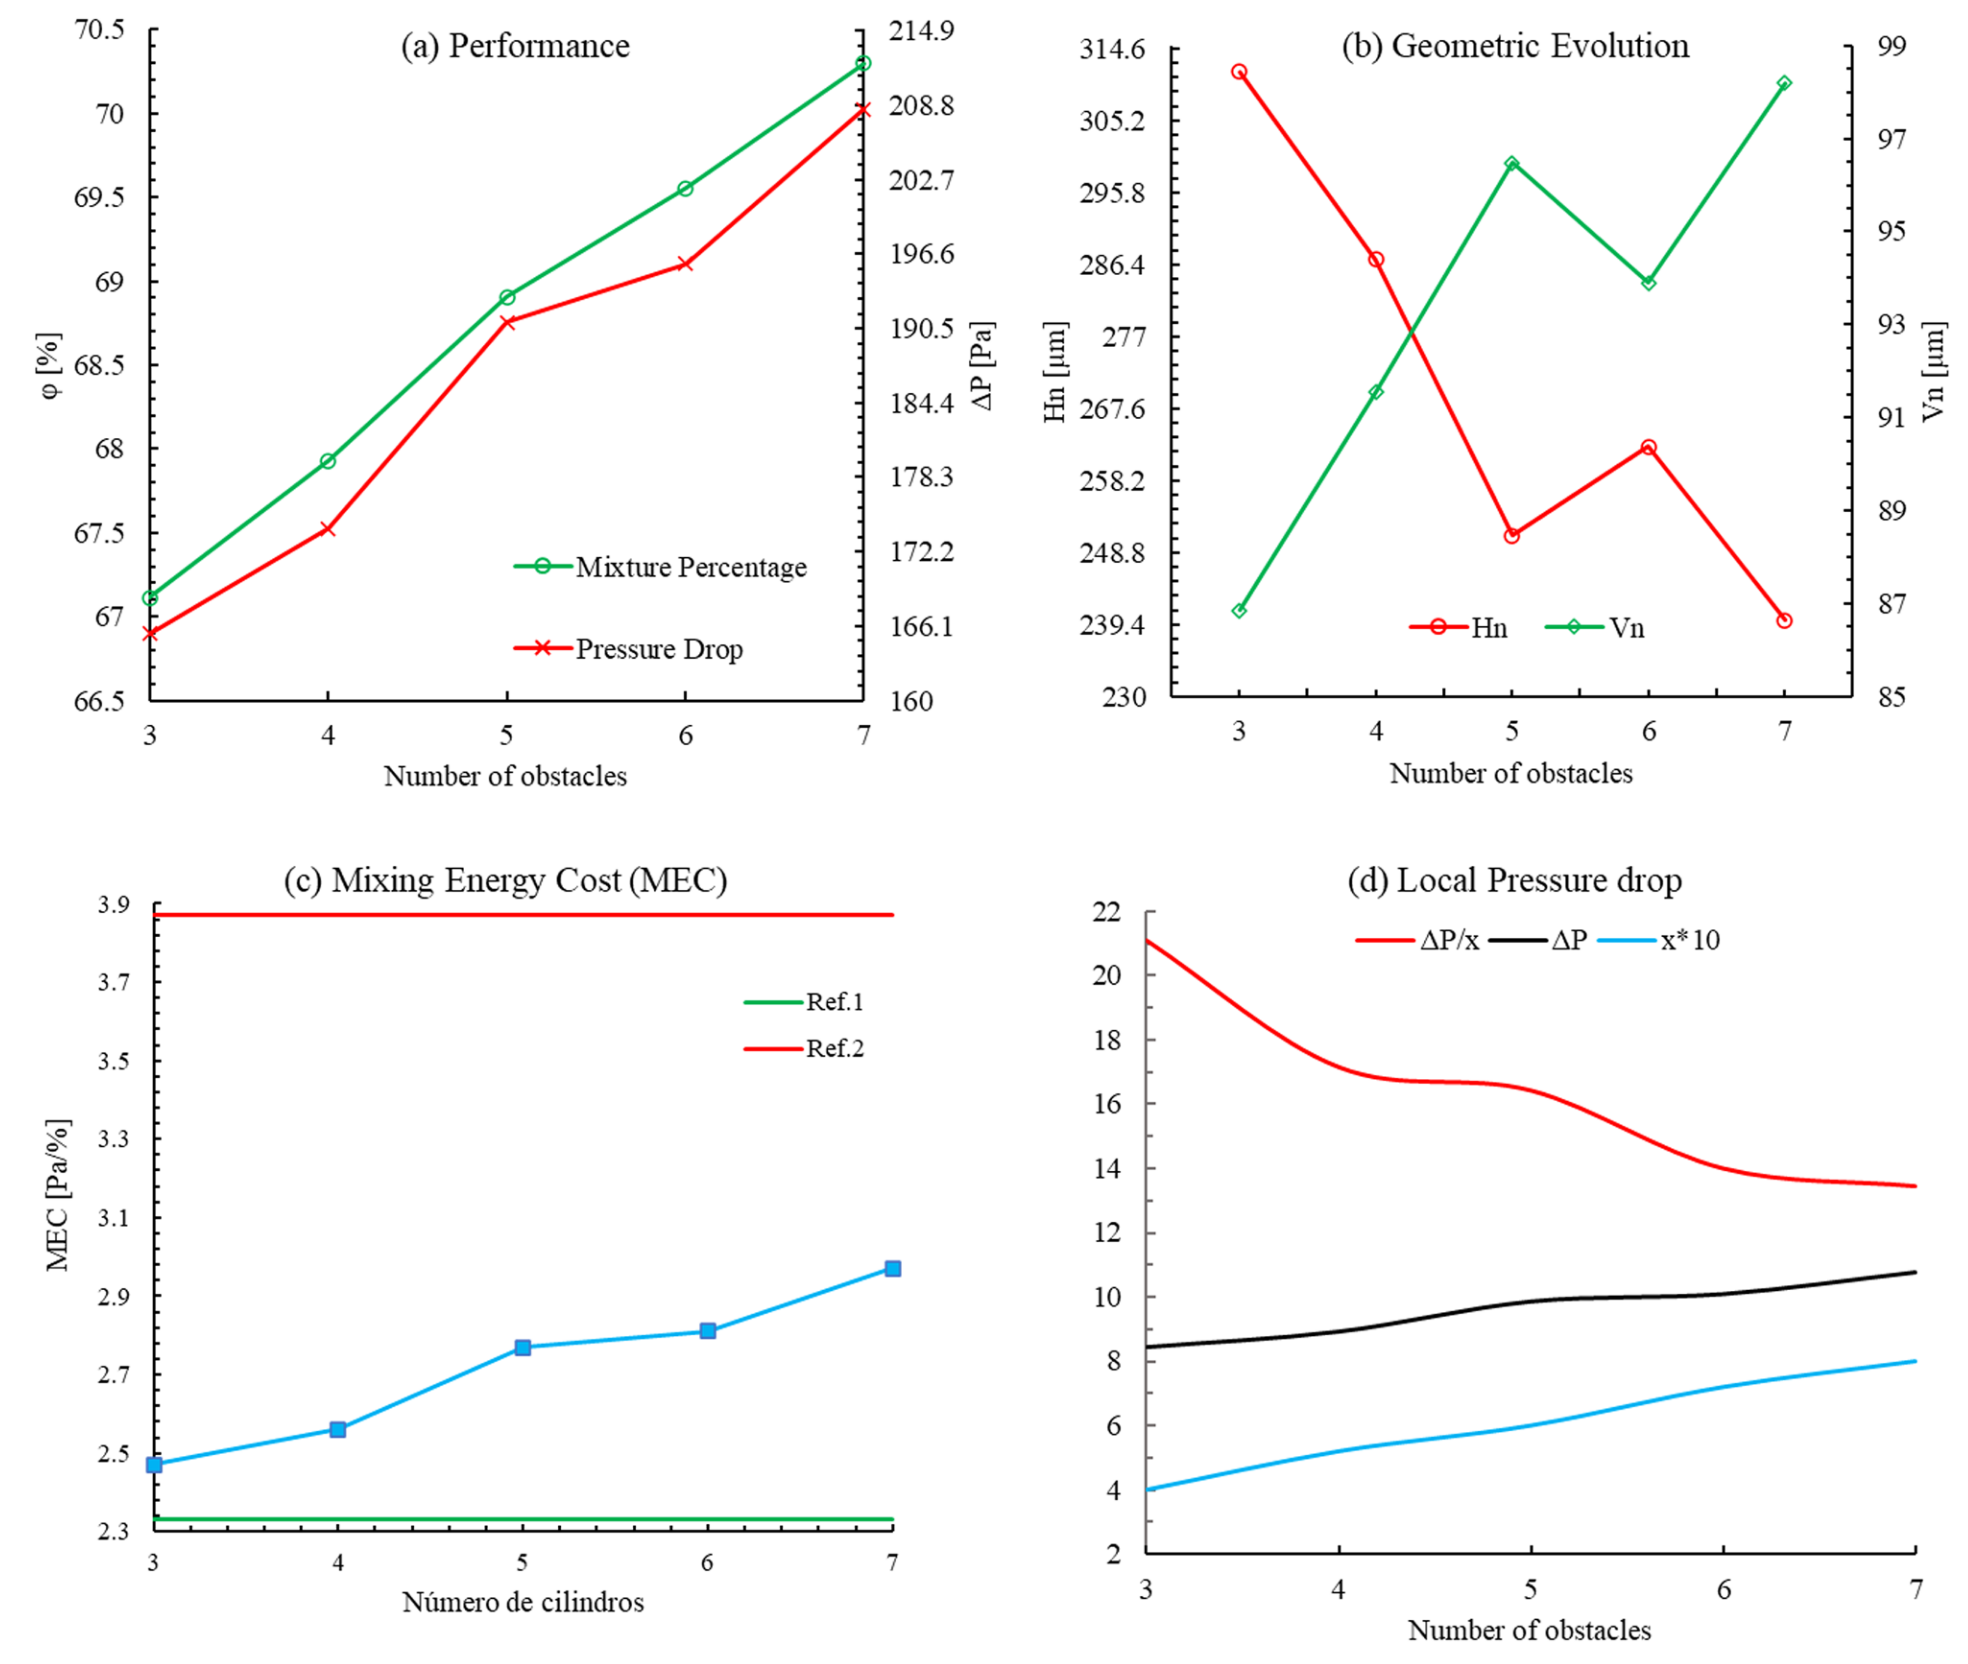 (a) Performance
70.5
70
69.5
69
68.5
68
67.5
67
66.5
φ [%]
214.9
208.8
202.7
196.6
190.5
184.4
178.3
172.2
166.1
160
ΔP [Pa]
Mixture Percentage
Pressure Drop
3 4 5 6 7
Number of obstacles
(b) Geometric Evolution
314.6
305.2
295.8
286.4
277
267.6
258.2
248.8
239.4
230
Hn [μm]
99
97
95
93
91
89
87
85
Vn [μm]
Hn Vn
3 4 5 6 7
Number of obstacles
(c) Mixing Energy Cost (MEC)
3.9
3.7
3.5
3.3
3.1
2.9
2.7
2.5
2.3
MEC [Pa/%]
Ref.1
Ref.2
3 4 5 6 7
Número de cilindros
(d) Local Pressure drop
ΔP/x ΔP x*10
22
20
18
16
14
12
10
8
6
4
2
3 4 5 6 7
Number of obstacles